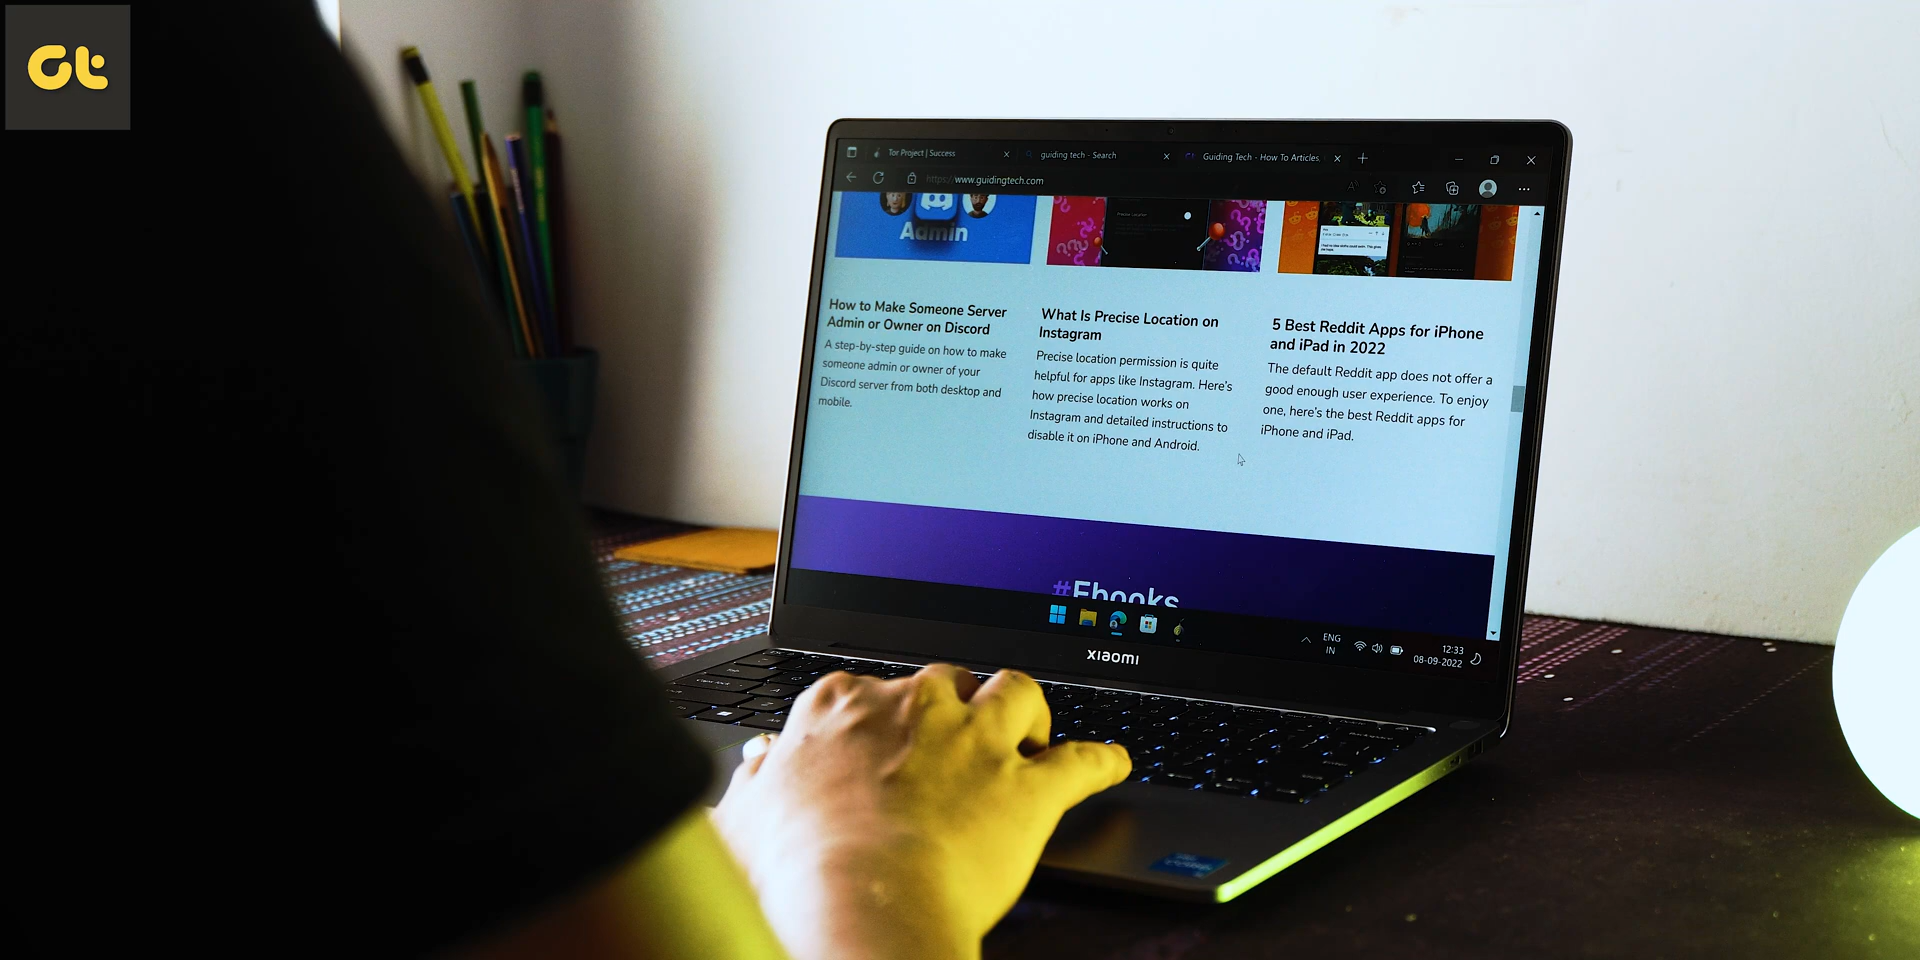 Gt
Tor Project | Success
guiding tech - Search
Guiding Tech - How To Articles,
https://www.guidingtech.com
Admin
Precise Location
How to Make Someone Server
Admin or Owner on Discord
A step-by-step guide on how to make
someone admin or owner of your
Discord server from both desktop and
mobile.
What Is Precise Location on
Instagram
Precise location permission is quite
helpful for apps like Instagram. Here's
how precise location works on
Instagram and detailed instructions to
disable it on iPhone and Android.
5 Best Reddit Apps for iPhone
and iPad in 2022
The default Reddit app does not offer a
good enough user experience. To enjoy
one, here's the best Reddit apps for
iPhone and iPad.
#Ebooks
ENG
IN
12:33
08-09-2022
xiaomi